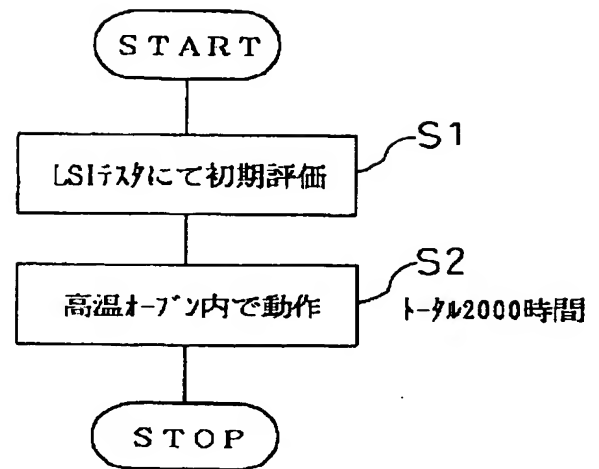 START
S1
LSIテスタにて初期評価
S2
高温オーブン内で動作
トータル2000時間
STOP